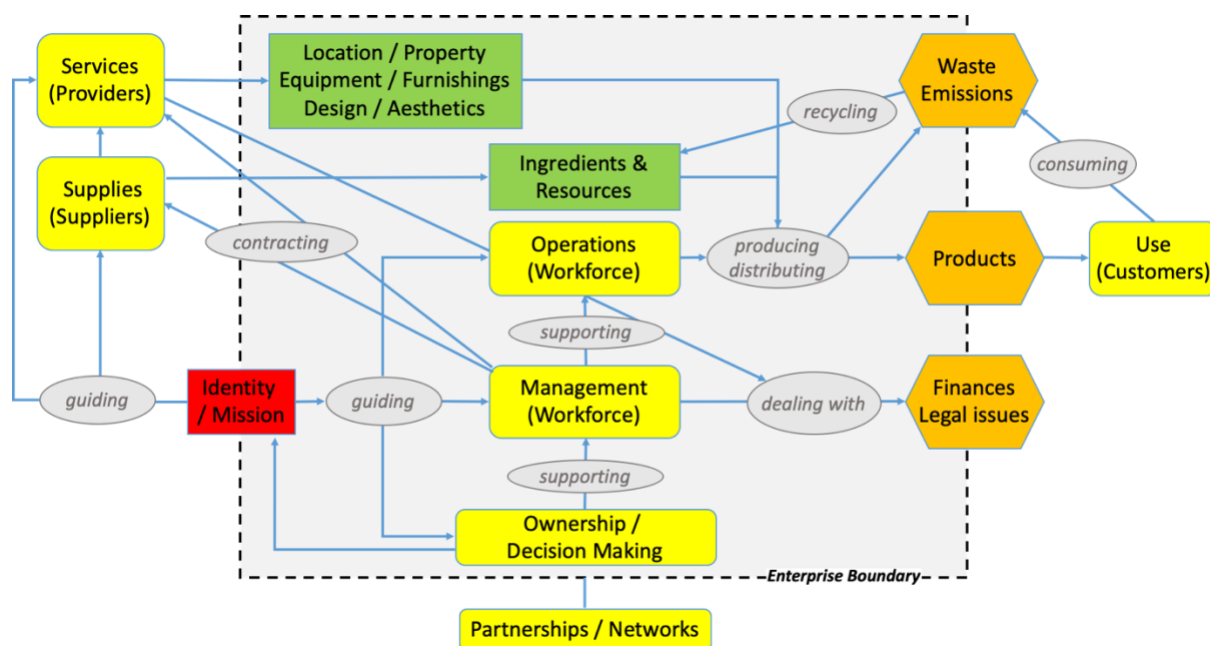 Services
(Providers)
Location / Property
Equipment / Furnishings
Design / Aesthetics
Waste
Emissions
recycling
Supplies
(Suppliers)
Ingredients &
Resources
consuming
contracting
Operations
(Workforce)
producing
distributing
Products
Use
(Customers)
supporting
guiding
Identity
/ Mission
guiding
Management
(Workforce)
dealing with
Finances
Legal issues
supporting
Ownership /
Decision Making
Enterprise Boundary
Partnerships / Networks